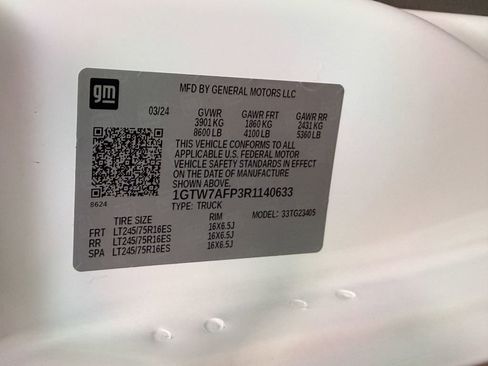 gm
MFD BY GENERAL MOTORS LLC
03/24 GVWR GAWR FRT GAWR RR
3901 KG 1860 KG 2431 KG
8600 LB 4100 LB 5360 LB
THIS VEHICLE CONFORMS TO ALL
APPLICABLE U.S. FEDERAL MOTOR
VEHICLE SAFETY STANDARDS IN EFFECT
ON THE DATE OF MANUFACTURE
SHOWN ABOVE.
1GTW7AFP3R1140633
8624 TYPE: TRUCK MODEL: 33TG23405
TIRE SIZE RIM
FRT LT245/75R16ES 16X6.5J
RR LT245/75R16ES 16X6.5J
SPA LT245/75R16ES 16X6.5J